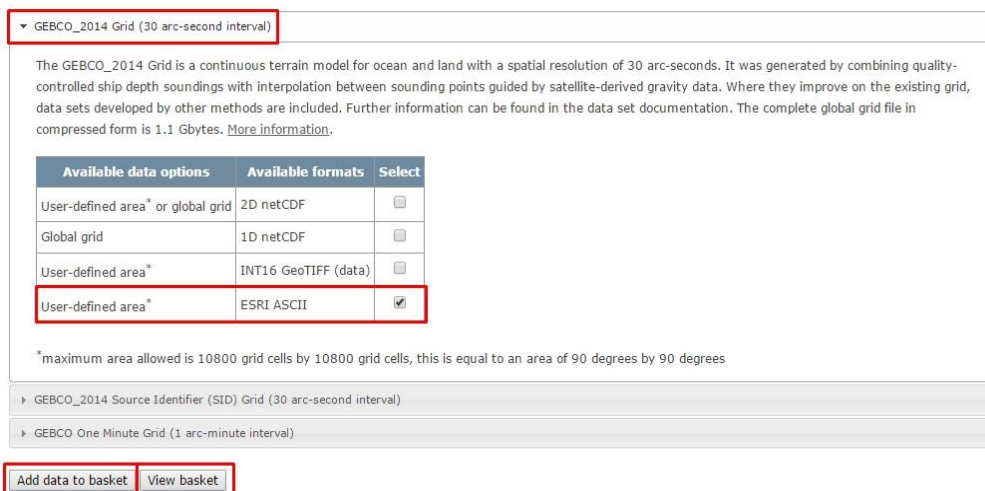 GEBCO_2014 Grid (30 arc-second interval)
The GEBCO_2014 Grid is a continuous terrain model for ocean and land with a spatial resolution of 30 arc-seconds. It was generated by combining quality-
controlled ship depth soundings with interpolation between sounding points guided by satellite-derived gravity data. Where they improve on the existing grid,
data sets developed by other methods are included. Further information can be found in the data set documentation. The complete global grid file in
compressed form is 1.1 Gbytes. More information.
Available data options Available formats Select
User-defined area* or global grid 2D netCDF
Global grid 1D netCDF
User-defined area* INT16 GeoTIFF (data)
User-defined area* ESRI ASCII
*maximum area allowed is 10800 grid cells by 10800 grid cells, this is equal to an area of 90 degrees by 90 degrees
GEBCO_2014 Source Identifier (SID) Grid (30 arc-second interval)
GEBCO One Minute Grid (1 arc-minute interval)
Add data to basket View basket